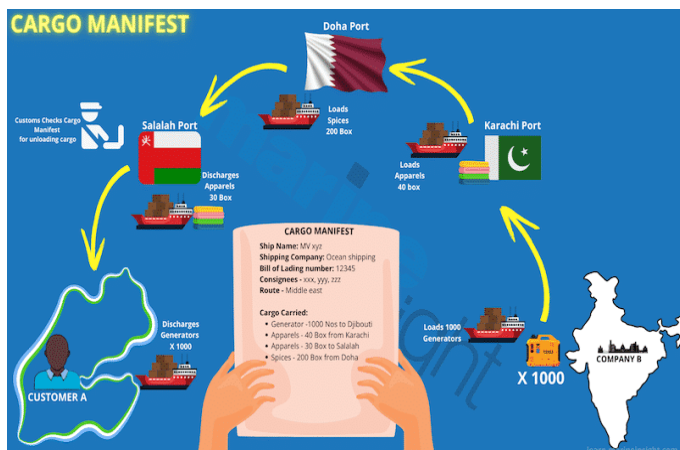 CARGO MANIFEST
Doha Port
Loads
Spices
200 Box
Customs Checks Cargo
Manifest
for unloading cargo
Salalah Port
Discharges
Apparels
30 Box
Karachi Port
Loads
Apparels
40 box
CARGO MANIFEST
Ship Name: MV xyz
Shipping Company: Ocean shipping
Bill of Lading number: 12345
Consignees - xxx, yyy, zzz
Route - Middle east
Cargo Carried:
• Generator -1000 Nos to Djibouti
• Apparels - 40 Box from Karachi
• Apparels - 30 Box to Salalah
• Spices - 200 Box from Doha
Discharges
Generators
X 1000
CUSTOMER A
Loads 1000
Generators
X 1000
COMPANY B